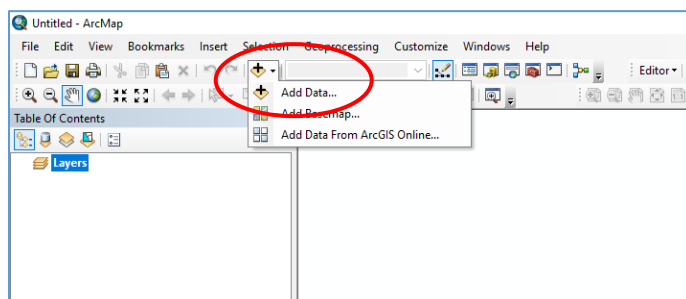 Untitled - ArcMap
File Edit View Bookmarks Insert Selection Geoprocessing Customize Windows Help
Editor
Add Data...
Table Of Contents
Add Basemap...
Add Data From ArcGIS Online...
Layers